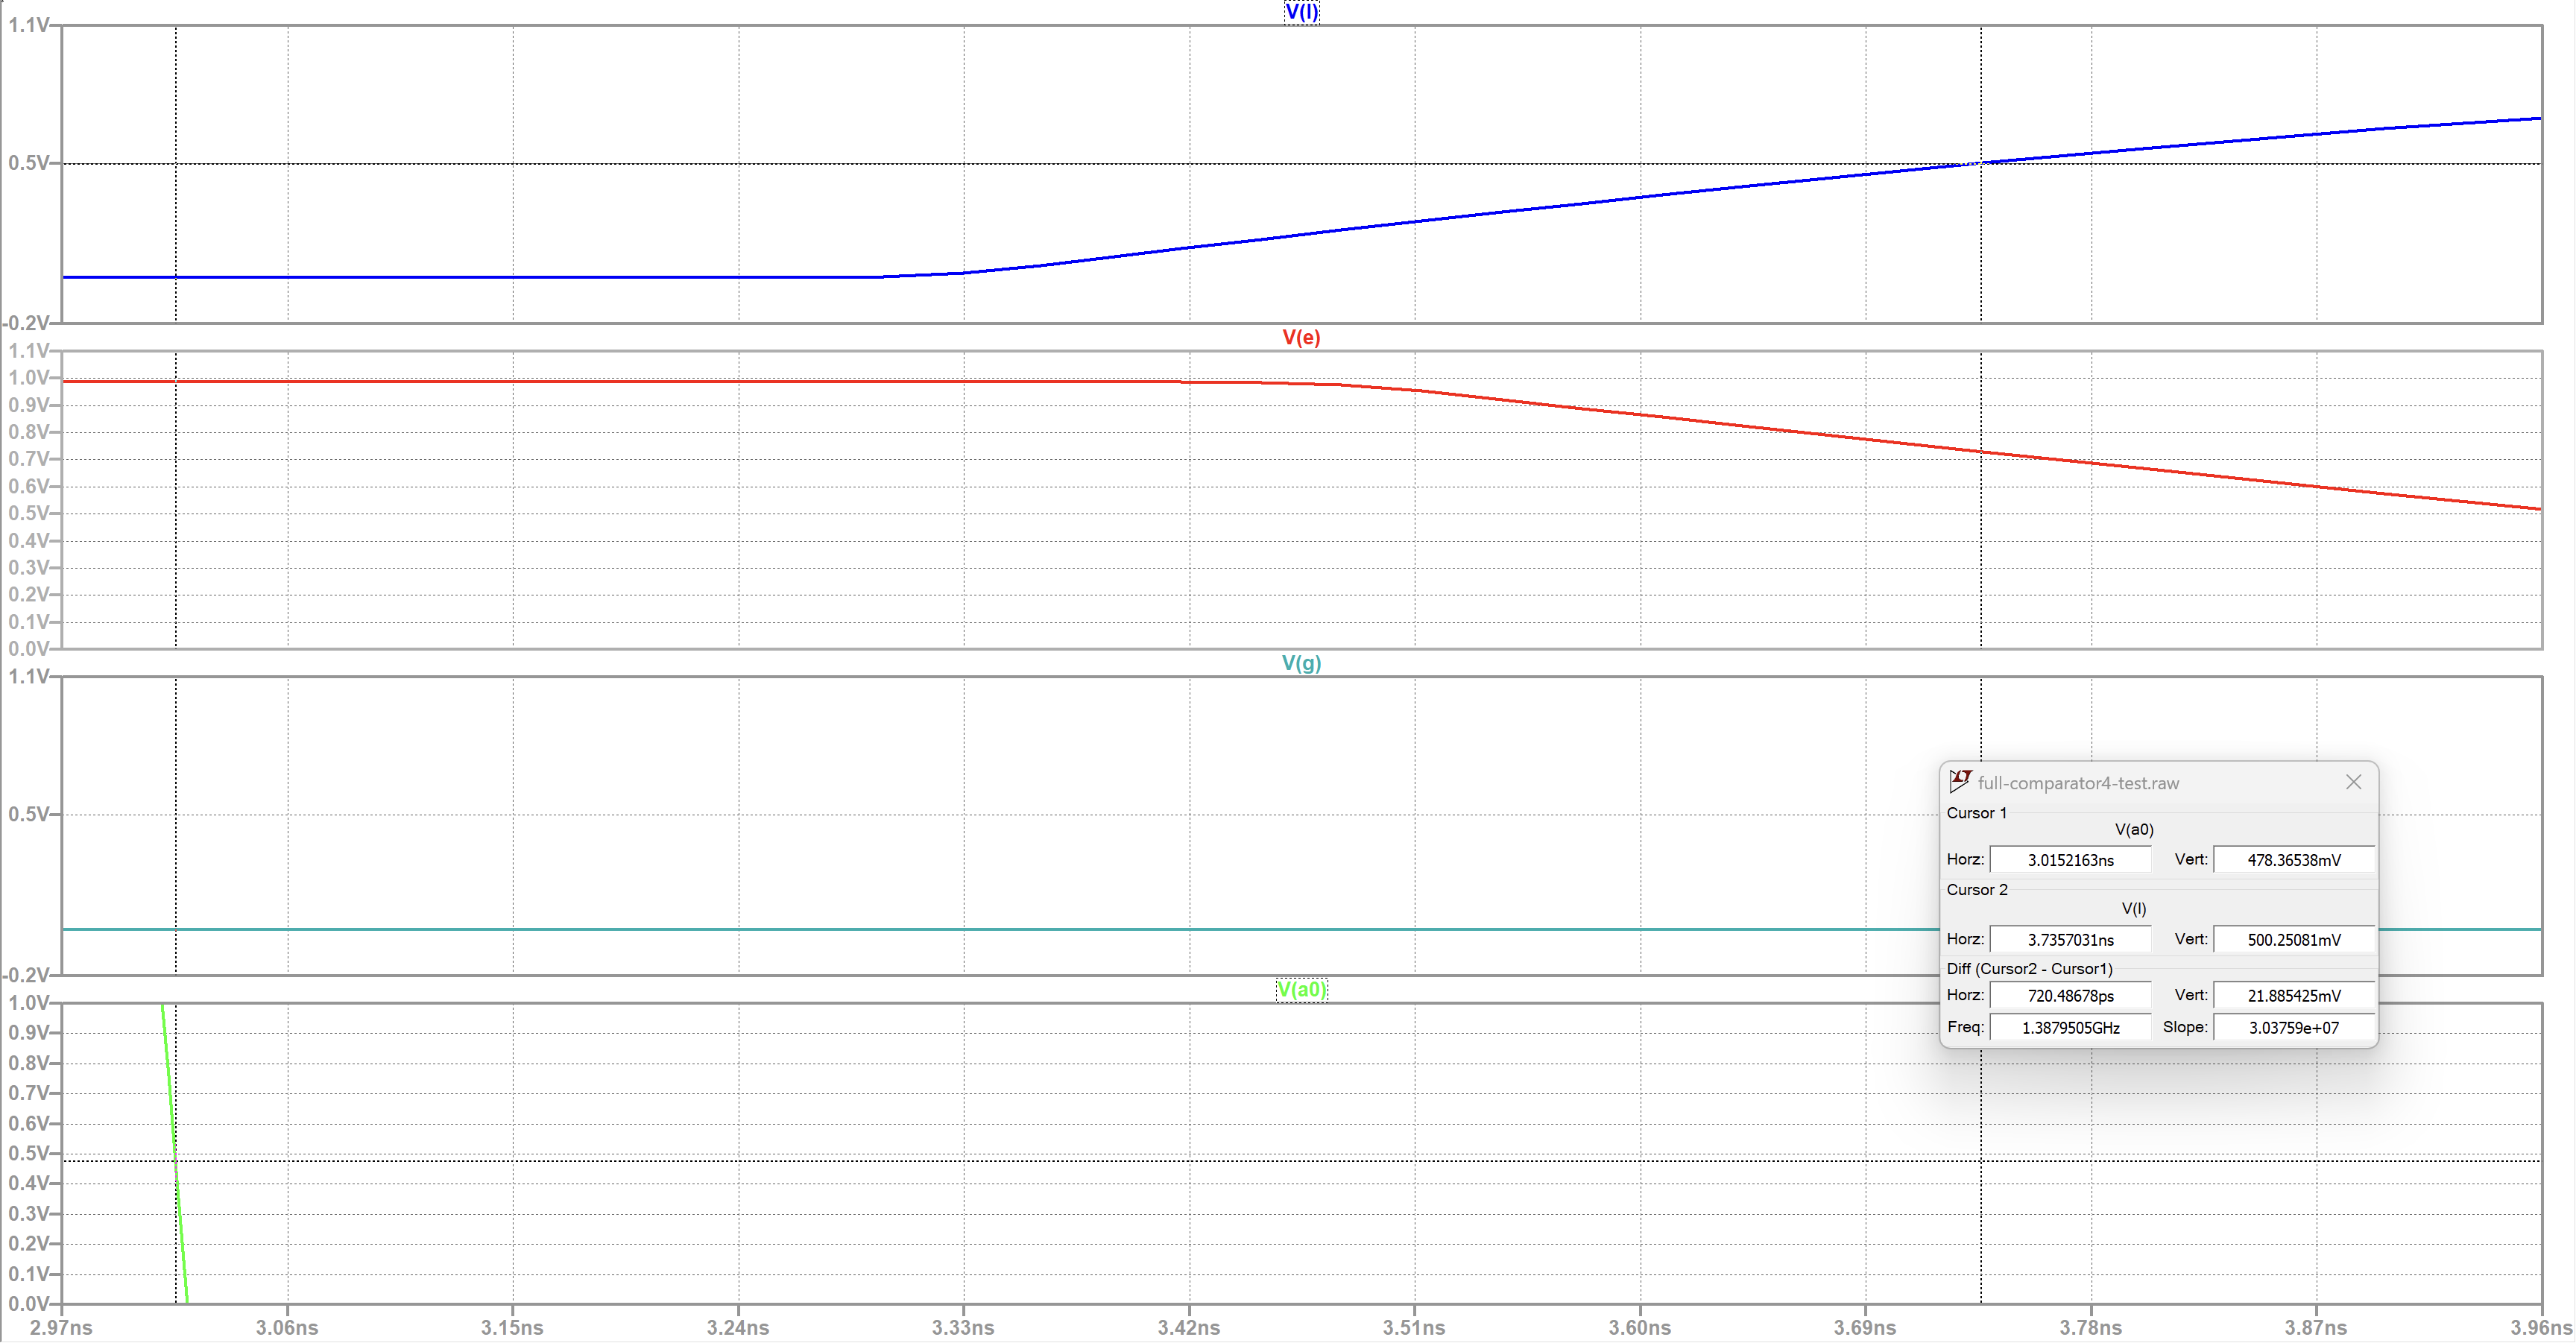 V(l)
1.1V
0.5V
-0.2V
V(e)
1.1V
1.0V
0.9V
0.8V
0.7V
0.6V
0.5V
0.4V
0.3V
0.2V
0.1V
0.0V
V(g)
1.1V
0.5V
-0.2V
V(a0)
1.0V
0.9V
0.8V
0.7V
0.6V
0.5V
0.4V
0.3V
0.2V
0.1V
0.0V
2.97ns 3.06ns 3.15ns 3.24ns 3.33ns 3.42ns 3.51ns 3.60ns 3.69ns 3.78ns 3.87ns 3.96ns
full-comparator4-test.raw
Cursor 1
V(a0)
Horz: 3.0152163ns Vert: 478.36538mV
Cursor 2
V(l)
Horz: 3.7357031ns Vert: 500.25081mV
Diff (Cursor2 - Cursor1)
Horz: 720.48678ps Vert: 21.885425mV
Freq: 1.3879505GHz Slope: 3.03759e+07